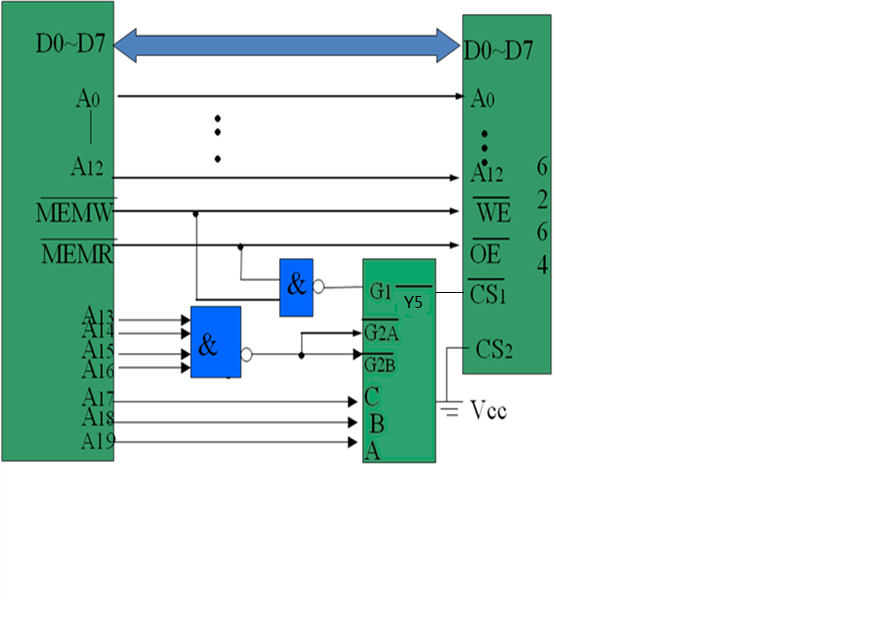 D0~D7
A0
A12
MEMW
MEMR
A13
A14
A15
A16
A17
A18
A19
&
&
G1
Y5
G2A
G2B
C
B
A
D0~D7
A0
A12
WE
OE
CS1
CS2
6
2
6
4
Vcc